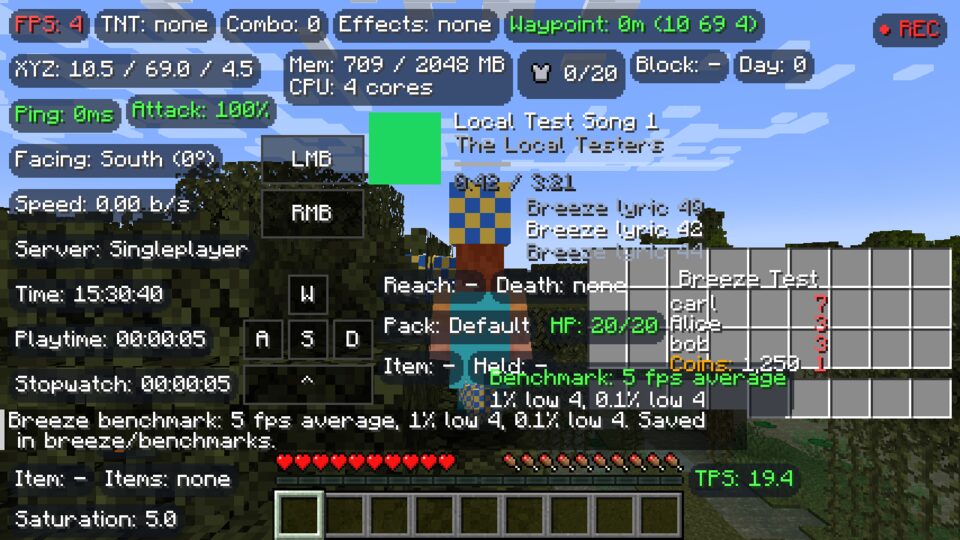 FPS: 4 TNT: none Combo: 0 Effects: none Waypoint: 0m (10 69 4) REC
XYZ: 10.5 / 69.0 / 4.5 Mem: 709 / 2048 MB 0/20 Block: - Day: 0
CPU: 4 cores
Ping: 0ms Attack: 100%
Local Test Song 1
The Local Testers
Facing: South (0°) LMB
0:42 / 3:21
Speed: 0.00 b/s RMB
Breeze lyric 42
Server: Singleplayer
Breeze Test
Reach: - Death: none
Time: 15:30:40 W
carl 7
Alice 3
Pack: Default HP: 20/20
Playtime: 00:00:05 A S D
bob 3
Item: - Held: -
Coins: 1,250 1
Stopwatch: 00:00:05 ^
Benchmark: 5 fps average
1% low 4, 0.1% low 4
Breeze benchmark: 5 fps average, 1% low 4, 0.1% low 4. Saved
in breeze/benchmarks.
Item: - Items: none TPS: 19.4
Saturation: 5.0